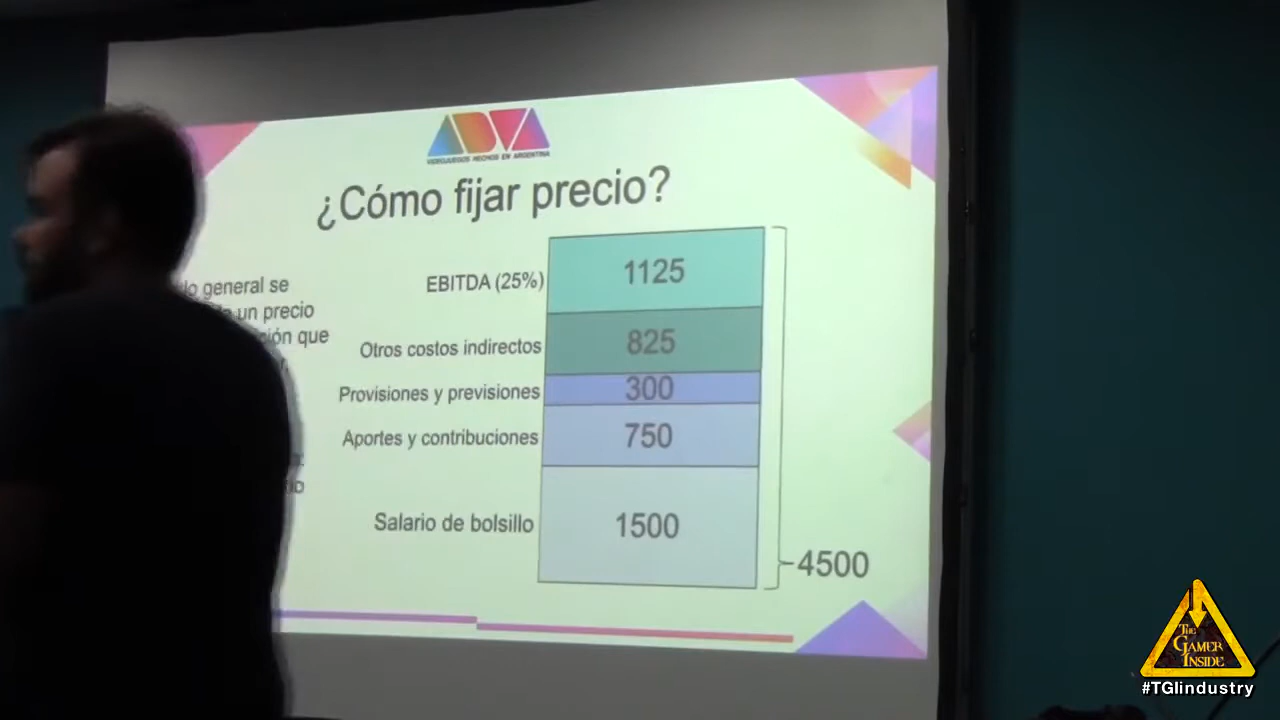 ADVA
VIDEOJUEGOS HECHOS EN ARGENTINA
¿Cómo fijar precio?
general se
un precio
que
EBITDA (25%)
1125
Otros costos indirectos
825
Provisiones y previsiones
300
Aportes y contribuciones
750
Salario de bolsillo
1500
4500
THE
GAMER
INSIDE
#TGIindustry